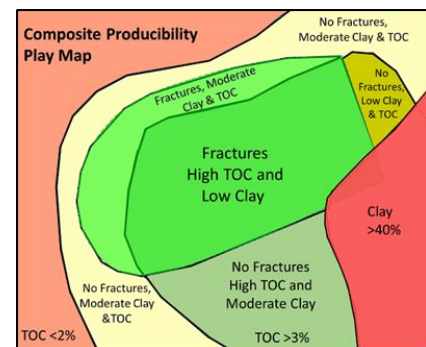 Composite Producibility
Play Map
No Fractures,
Moderate Clay & TOC
Fractures, Moderate
Clay & TOC
No
Fractures,
Low Clay
& TOC
Fractures
High TOC and
Low Clay
Clay
>40%
No Fractures
High TOC and
Moderate Clay
No Fractures,
Moderate Clay
&TOC
TOC <2%
TOC >3%